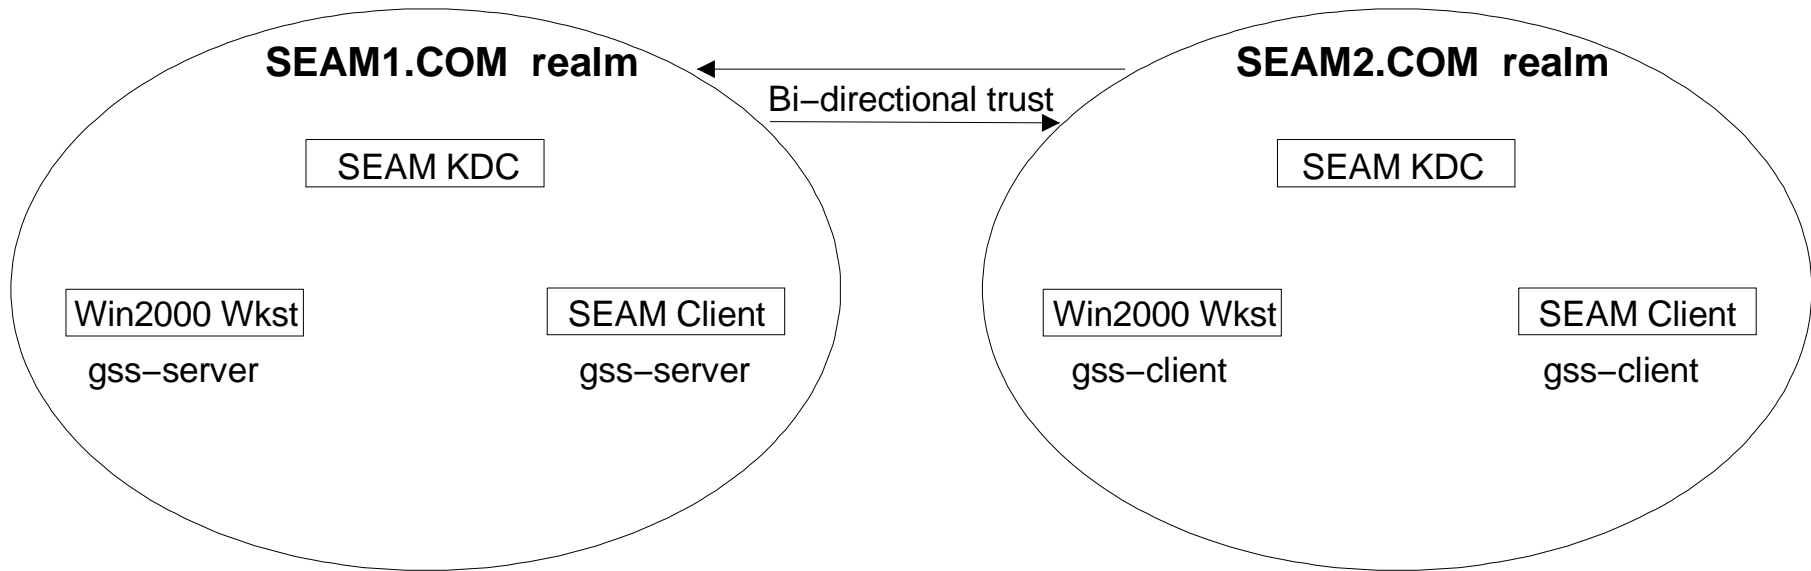 SEAM1.COM realm
SEAM2.COM realm
Bi−directional trust
SEAM KDC
SEAM KDC
Win2000 Wkst
SEAM Client
Win2000 Wkst
SEAM Client
gss−server
gss−server
gss−client
gss−client